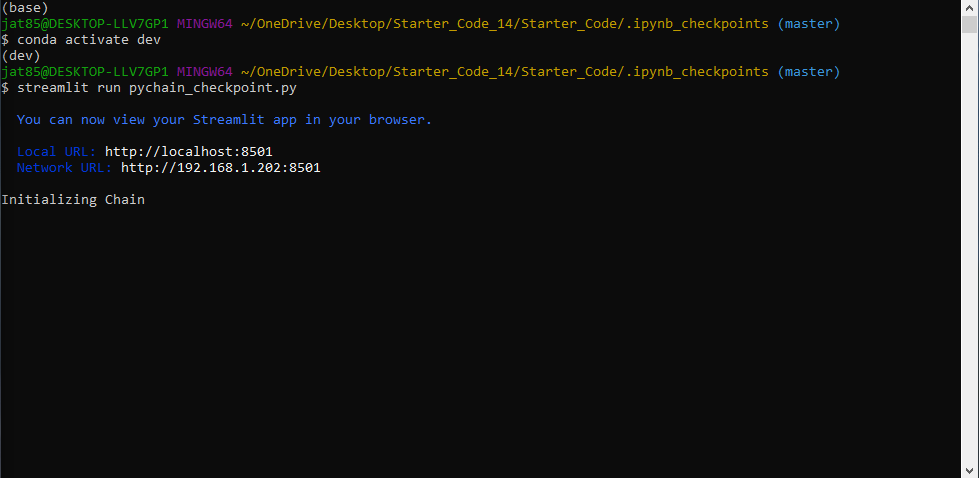 (base)
jat85@DESKTOP-LLV7GP1 MINGW64 ~/OneDrive/Desktop/Starter_Code_14/Starter_Code/.ipynb_checkpoints (master)
$ conda activate dev
(dev)
jat85@DESKTOP-LLV7GP1 MINGW64 ~/OneDrive/Desktop/Starter_Code_14/Starter_Code/.ipynb_checkpoints (master)
$ streamlit run pychain_checkpoint.py
You can now view your Streamlit app in your browser.
Local URL: http://localhost:8501
Network URL: http://192.168.1.202:8501
Initializing Chain